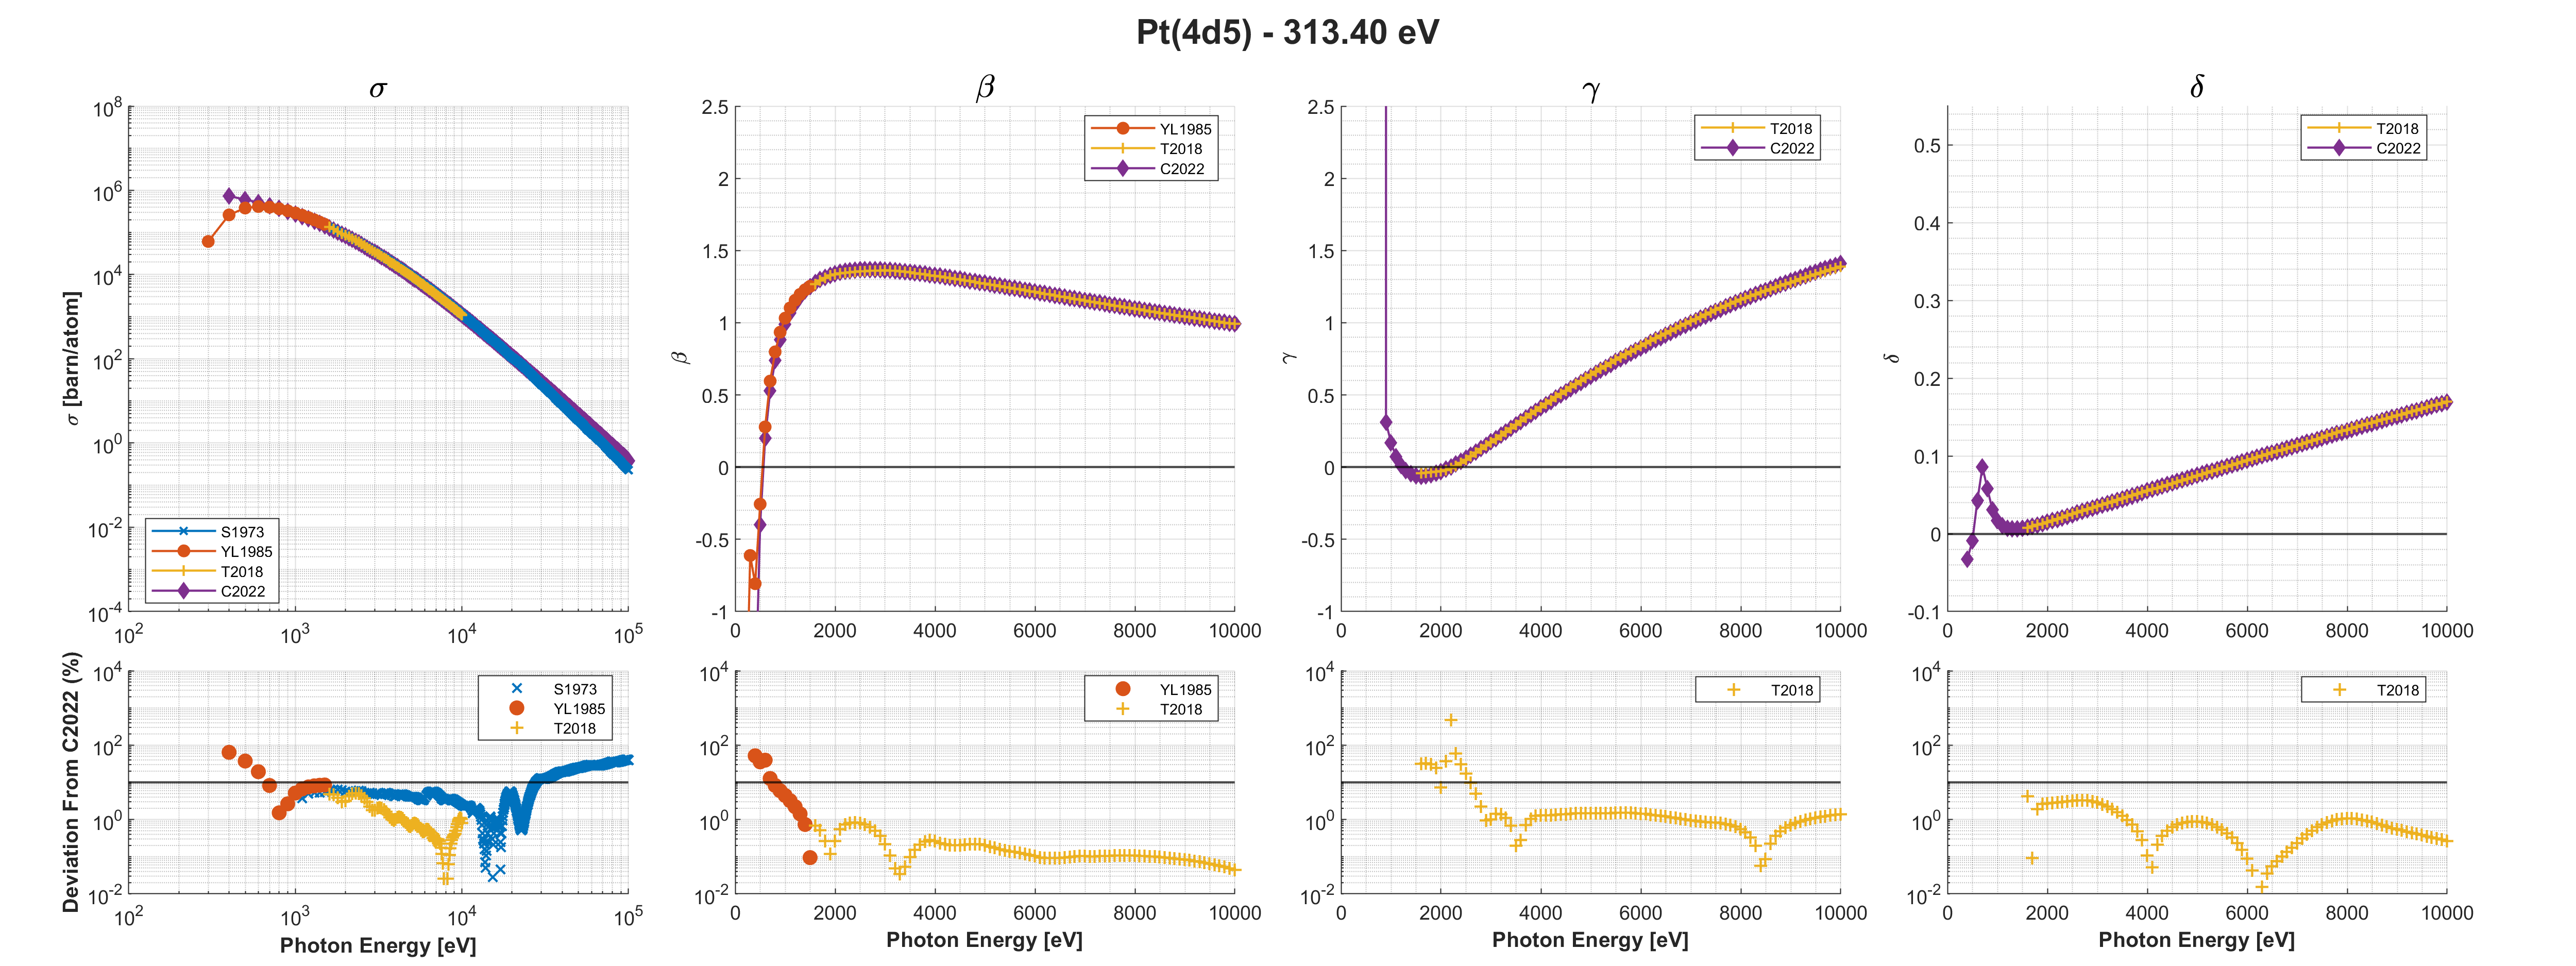 Pt(4d5) - 313.40 eV
σ
σ [barn/atom]
10^8
10^6
10^4
10^2
10^0
10^-2
10^-4
S1973
YL1985
T2018
C2022
10^2 10^3 10^4 10^5
β
β
2.5
2
1.5
1
0.5
0
-0.5
-1
YL1985
T2018
C2022
0 2000 4000 6000 8000 10000
γ
γ
2.5
2
1.5
1
0.5
0
-0.5
-1
T2018
C2022
0 2000 4000 6000 8000 10000
δ
δ
0.5
0.4
0.3
0.2
0.1
0
-0.1
T2018
C2022
0 2000 4000 6000 8000 10000
Deviation From C2022 (%)
10^4
10^2
10^0
10^-2
S1973
YL1985
T2018
10^2 10^3 10^4 10^5
Photon Energy [eV]
10^4
10^2
10^0
10^-2
YL1985
T2018
0 2000 4000 6000 8000 10000
Photon Energy [eV]
10^4
10^2
10^0
10^-2
T2018
0 2000 4000 6000 8000 10000
Photon Energy [eV]
10^4
10^2
10^0
10^-2
T2018
0 2000 4000 6000 8000 10000
Photon Energy [eV]